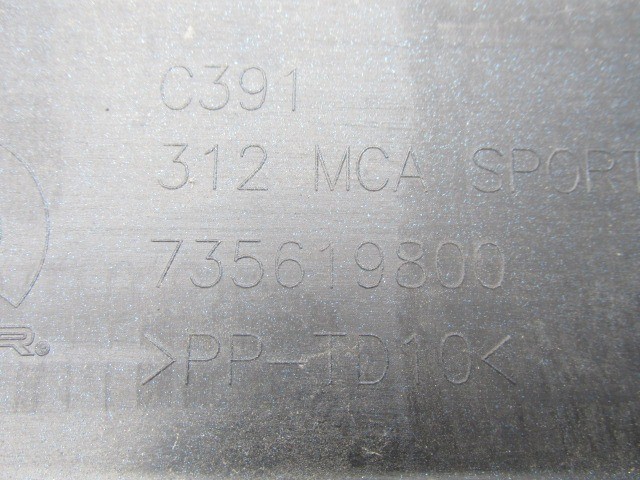 C391
312 MCA SPORT
735619800
R®
>PP-TD10<